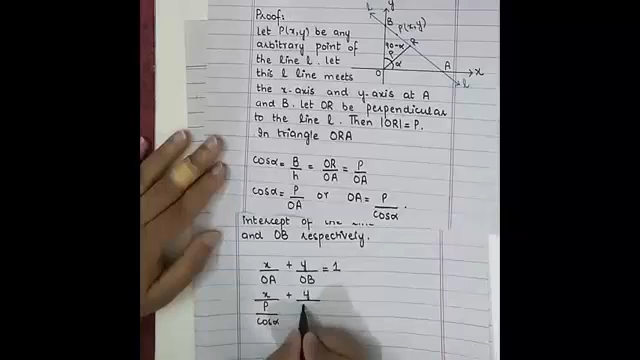 Proof:
let P(x,y) be any
arbitrary point of
the line l. let
this l line meets
the x-axis and y-axis at A
and B. let OR be perpendicular
to the line l. Then |OR| = P.
In triangle ORA
cosα = B/h = OR/OA = P/OA
cosα = P/OA or OA = P/cosα.
intercept of the line
and OB respectively.
x/OA + y/OB = 1
x/(P/cosα) + y/
l
y
B
P(x,y)
R
90-α
P
α
O
A
x
l